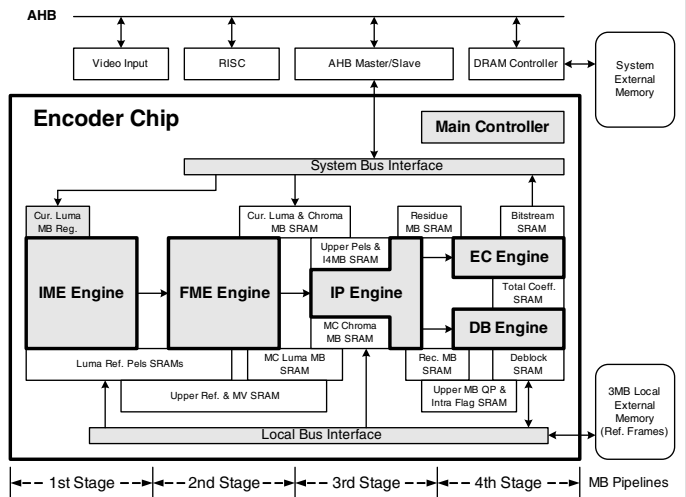 AHB
Video Input
RISC
AHB Master/Slave
DRAM Controller
System
External
Memory
Encoder Chip
Main Controller
System Bus Interface
Cur. Luma
MB Reg.
Cur. Luma & Chroma
MB SRAM
Residue
MB SRAM
Bitstream
SRAM
Upper Pels &
I4MB SRAM
IME Engine
FME Engine
IP Engine
EC Engine
Total Coeff.
SRAM
DB Engine
MC Chroma
MB SRAM
Luma Ref. Pels SRAMs
MC Luma MB
SRAM
Rec. MB
SRAM
Deblock
SRAM
Upper Ref. & MV SRAM
Upper MB QP &
Intra Flag SRAM
3MB Local
External
Memory
(Ref. Frames)
Local Bus Interface
1st Stage
2nd Stage
3rd Stage
4th Stage
MB Pipelines